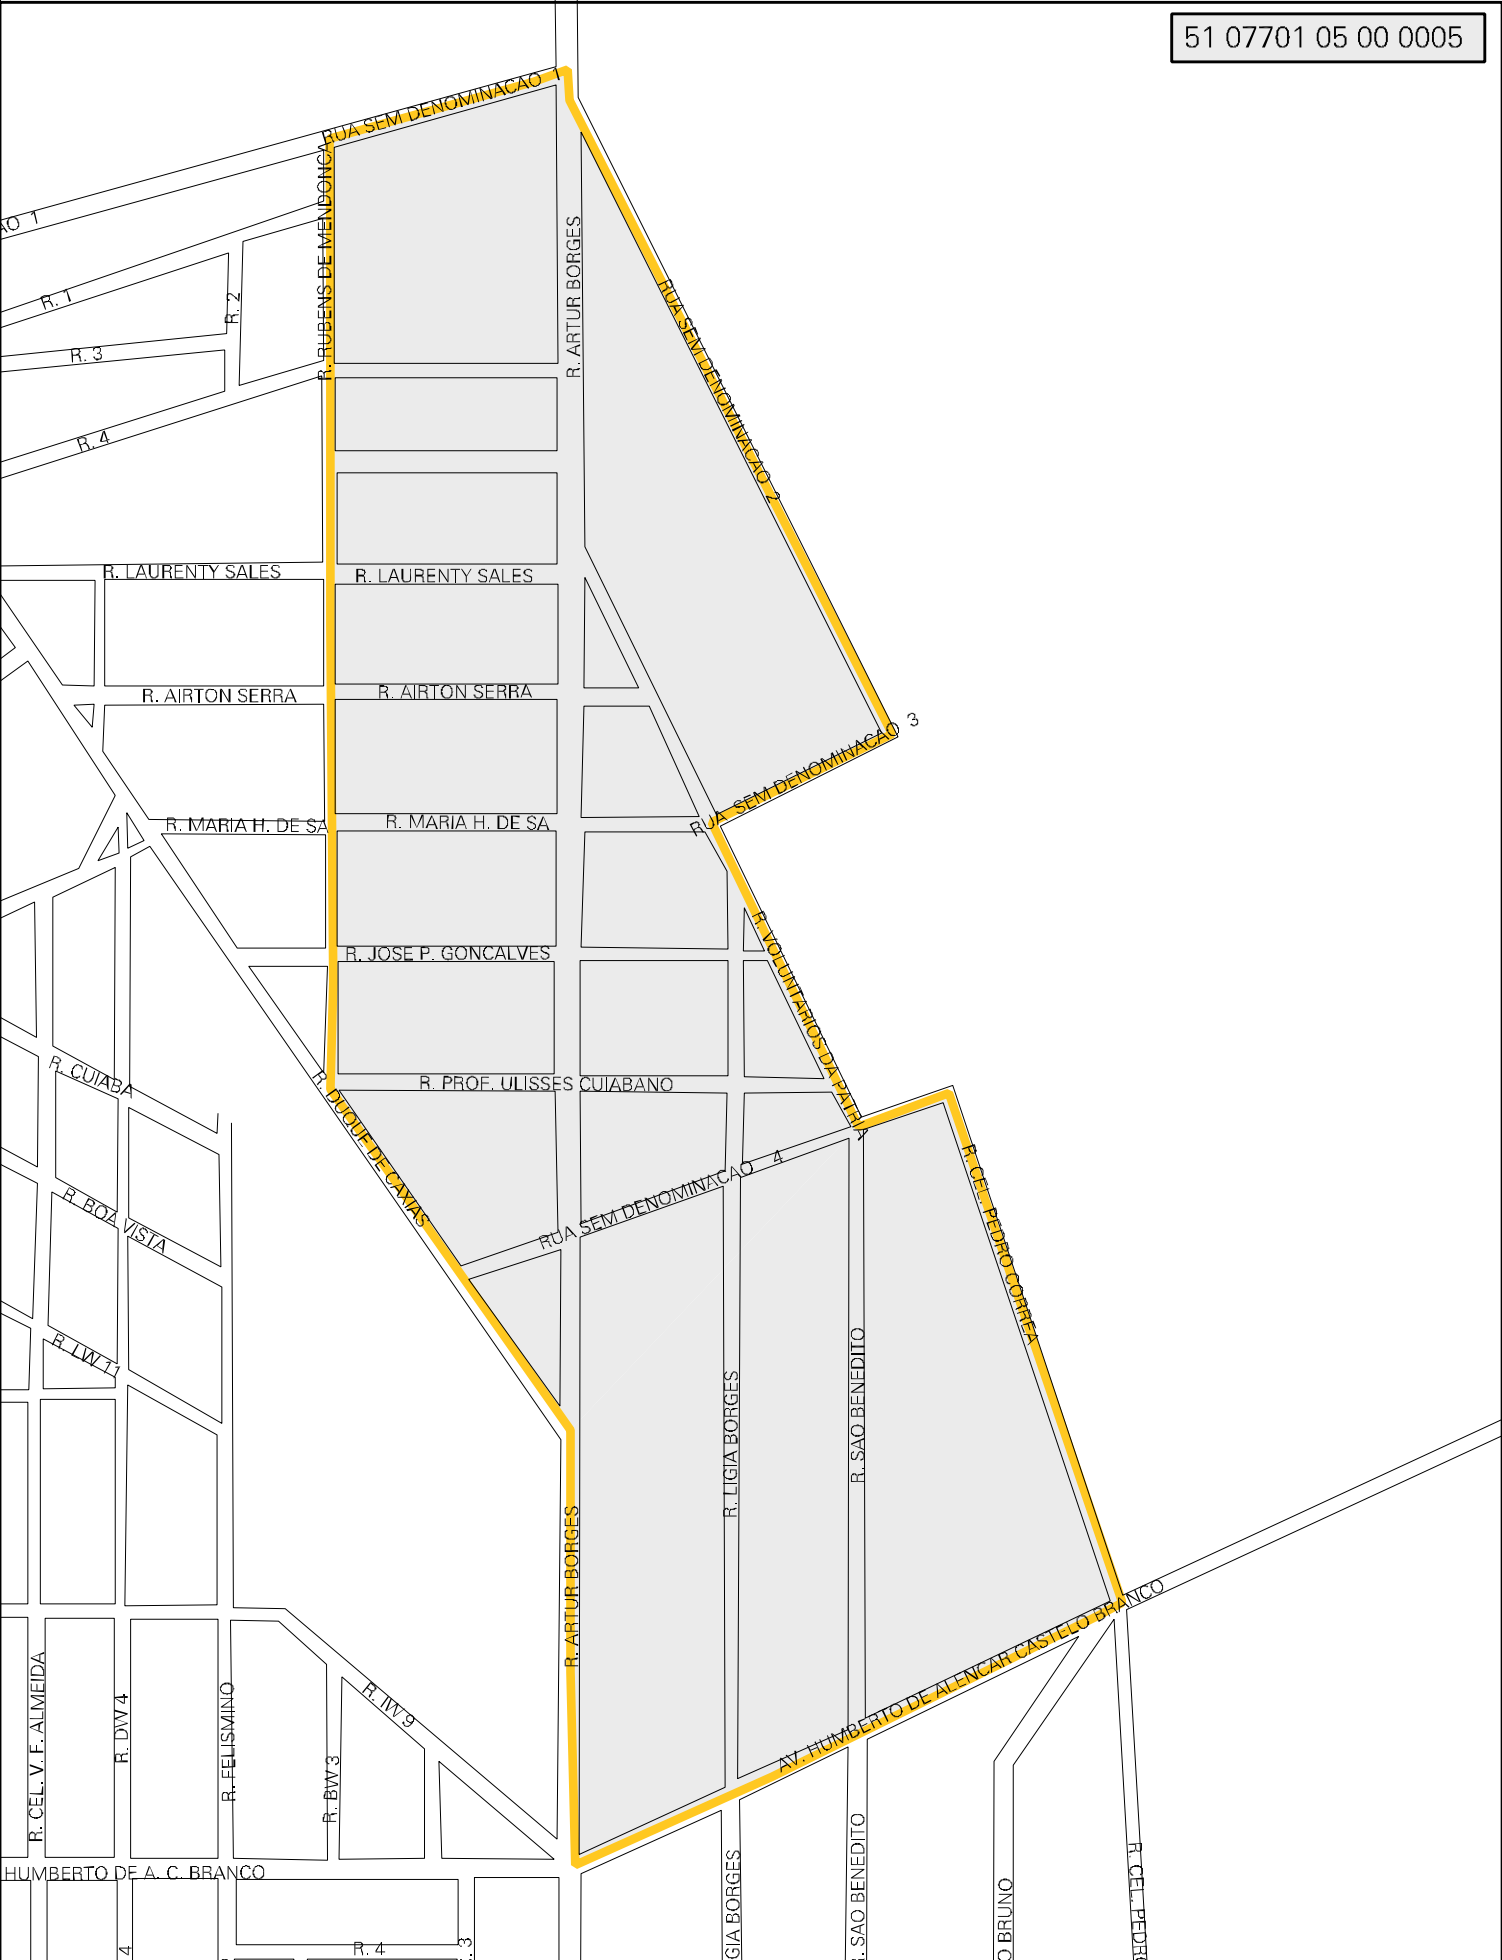 51 07701 05 00 0005
RUA SEM DENOMINACAO 1
AO 1
R. RUBENS DE MENDONCA
R. ARTUR BORGES
R. 1
R. 2
RUA SEM DENOMINACAO 2
R. 3
R. 4
R. LAURENTY SALES
R. LAURENTY SALES
R. AIRTON SERRA
R. AIRTON SERRA
RUA SEM DENOMINACAO 3
R. MARIA H. DE SA
R. MARIA H. DE SA
R. VOLUNTARIOS DA PATRIA
R. JOSE P. GONCALVES
R. CUIABA
R. DUQUE DE CAXIAS
R. PROF. ULISSES CUIABANO
RUA SEM DENOMINACAO 4
R. CEL. PEDRO CORREA
R. BOA VISTA
R. LW 11
R. LIGIA BORGES
R. SAO BENEDITO
R. ARTUR BORGES
AV. HUMBERTO DE ALENCAR CASTELO BRANCO
R. CEL. V. F. ALMEIDA
R. DW 4
R. FELISMINO
R. BW 3
R. IW 9
HUMBERTO DE A. C. BRANCO
GIA BORGES
. SAO BENEDITO
O BRUNO
R. CEL. PEDRO
4
R. 4
.3